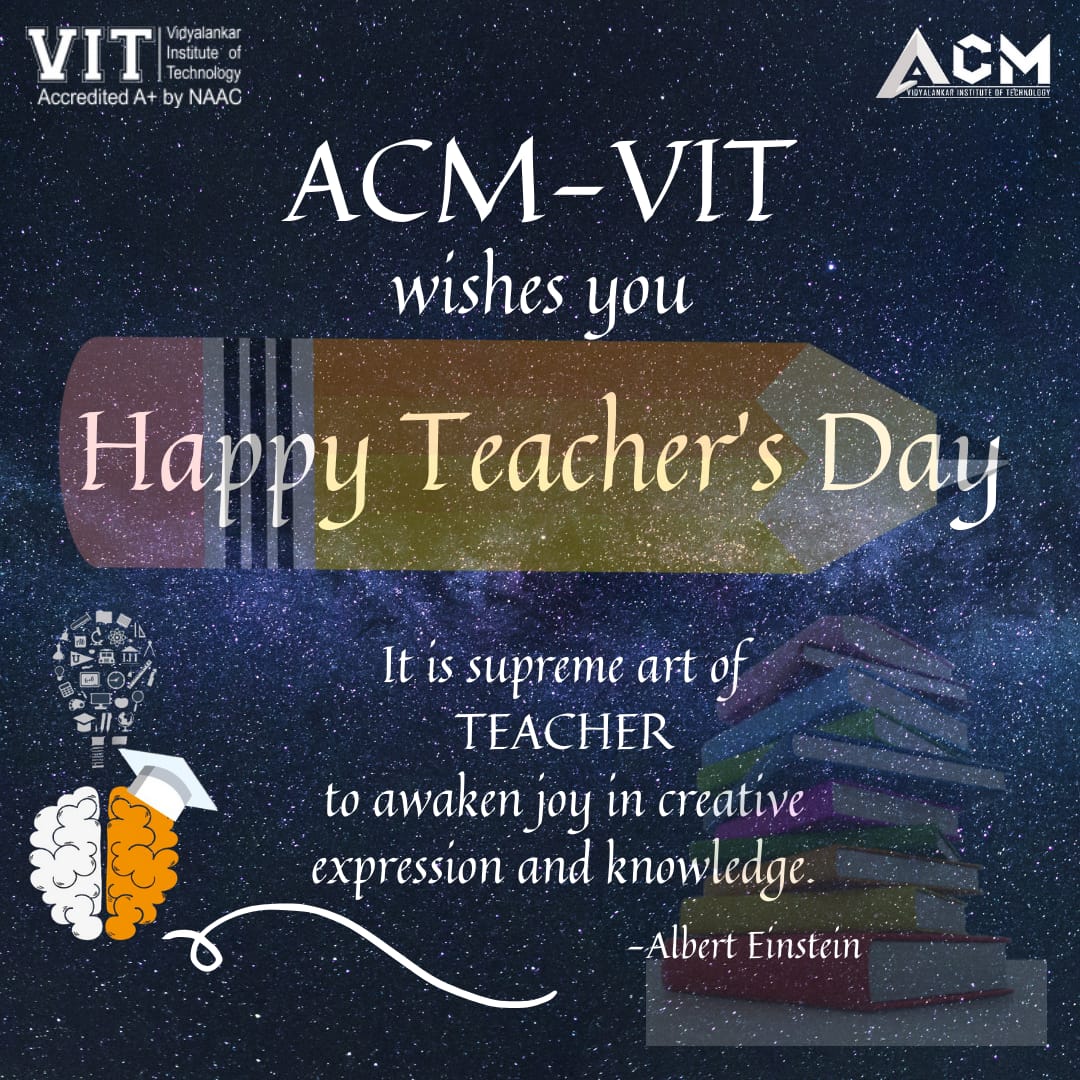 VIT
Vidyalankar
Institute of
Technology
Accredited A+ by NAAC
ACM
VIDYALANKAR INSTITUTE OF TECHNOLOGY
ACM-VIT
wishes you
Happy Teacher's Day
It is supreme art of
TEACHER
to awaken joy in creative
expression and knowledge.
-Albert Einstein